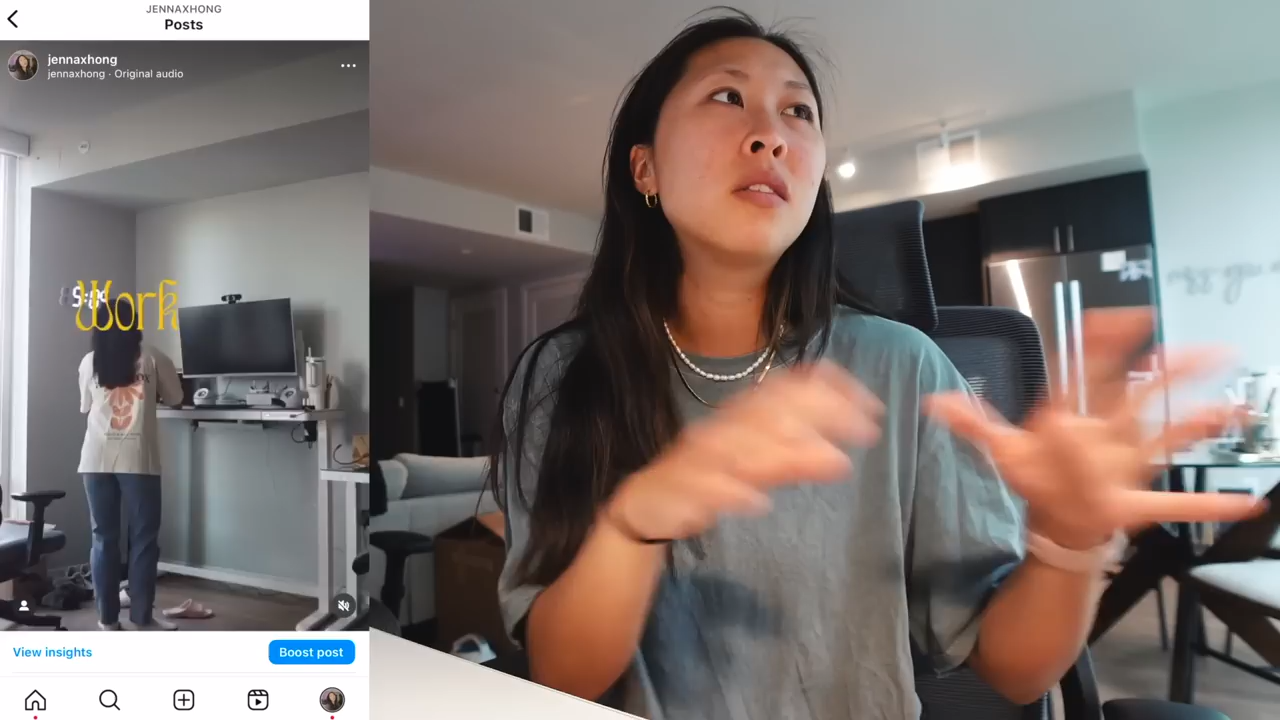 JENNAXHONG
Posts
jennaxhong
jennaxhong · Original audio
Work
View insights
Boost post